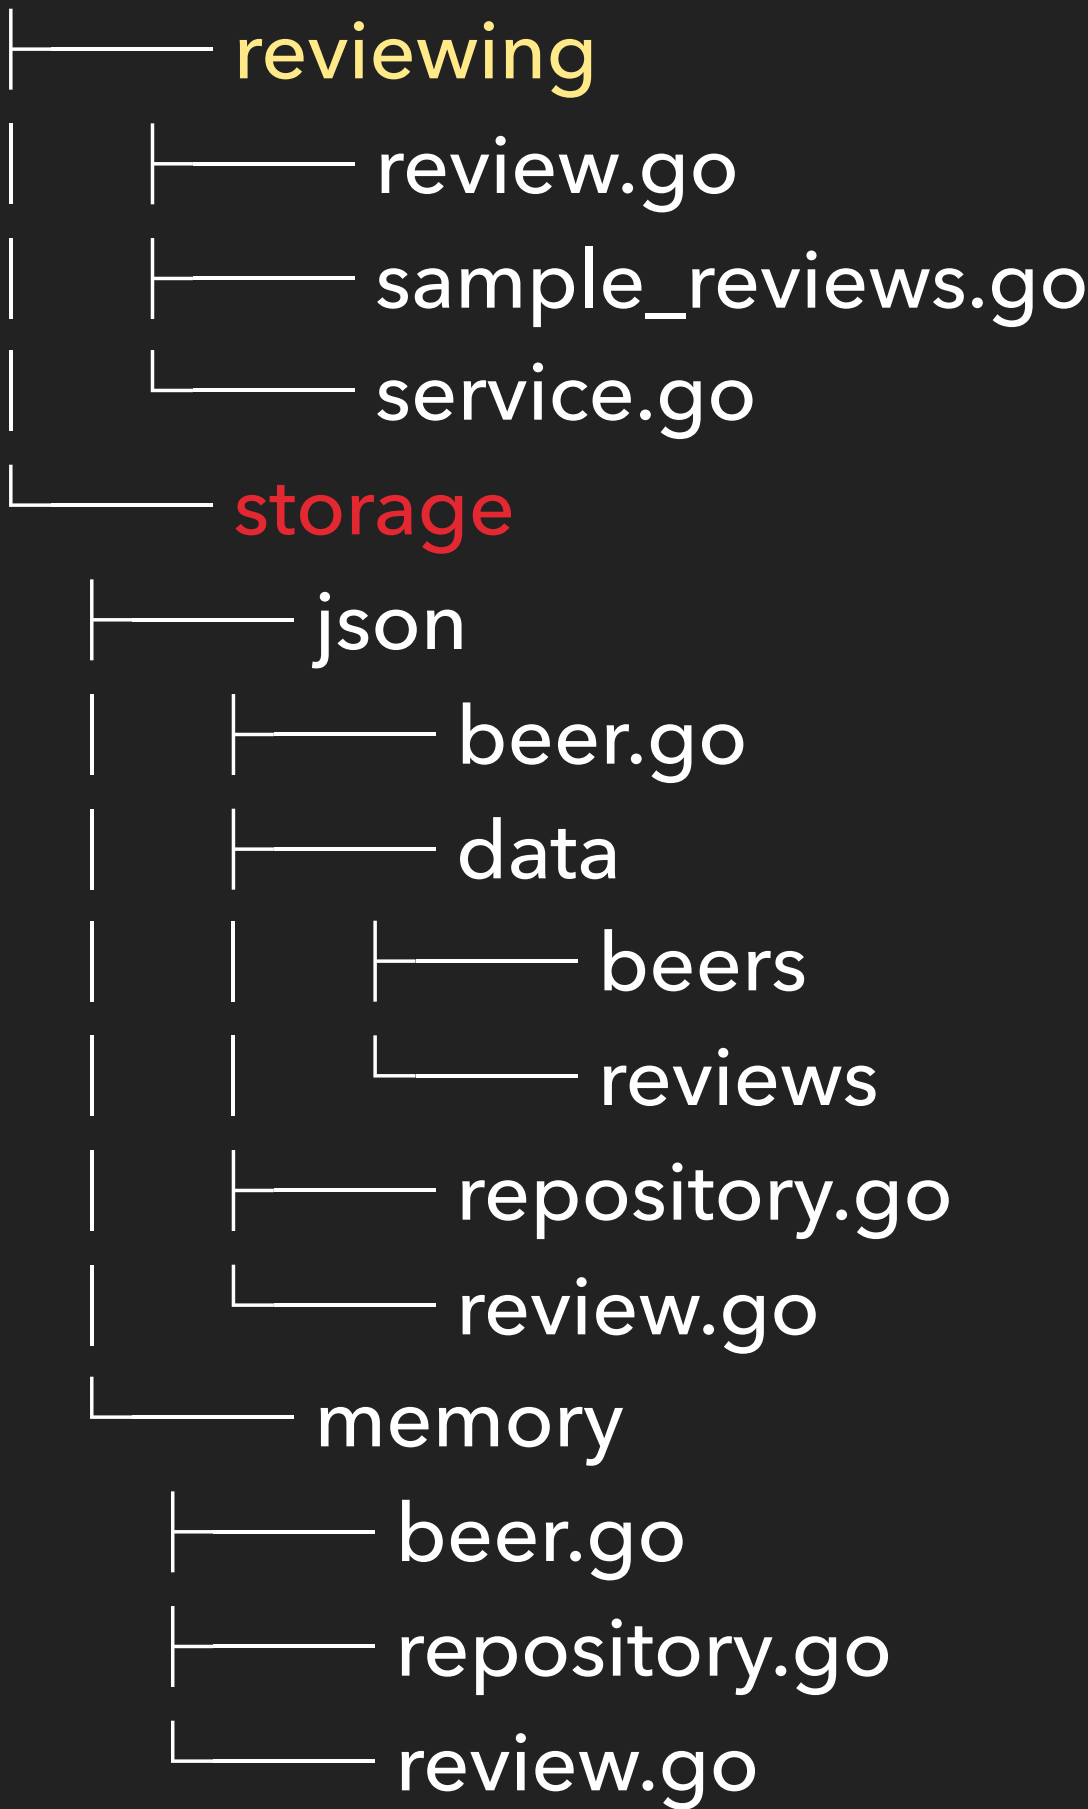 ├── reviewing
│   ├── review.go
│   ├── sample_reviews.go
│   └── service.go
└── storage
    ├── json
    │   ├── beer.go
    │   ├── data
    │   │   ├── beers
    │   │   └── reviews
    │   ├── repository.go
    │   └── review.go
    └── memory
        ├── beer.go
        ├── repository.go
        └── review.go